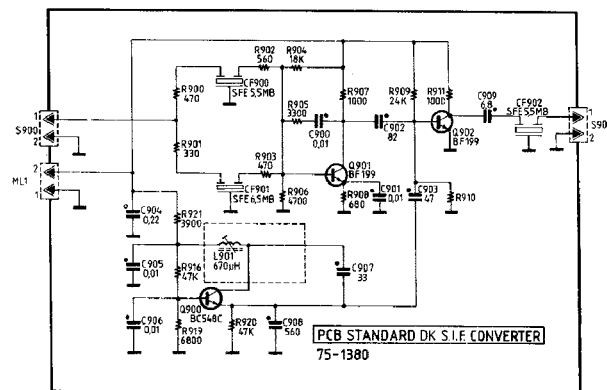 R902 R904
560 18K
CF900
SFE 5,5MB
R900
470
R905
3300
R907
1000
R909
24K
R911
1000
C909
6,8
CF902
SFE5,5MB
1
S900
2
C900
0,01
C902
82
Q902
BF199
1
S90
2
R901
330
R903
470
Q901
BF199
2
ML1
1
CF901
SFE 6,5MB
R906
4700
R908
680
C901
0,01
C903
47
R910
C904
0,22
R921
3900
L901
670µH
C905
0,01
R916
47K
C907
33
Q900
BC548C
C906
0,01
R919
6800
R920
47K
C908
560
PCB STANDARD DK S.I.F. CONVERTER
75-1380